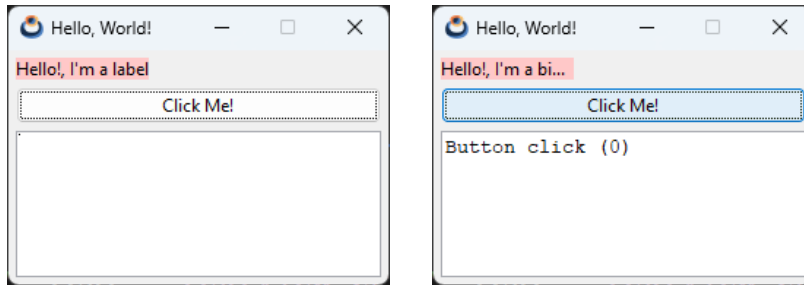 Hello, World!
Hello!, I'm a label
Click Me!
Hello, World!
Hello!, I'm a bi...
Click Me!
Button click (0)